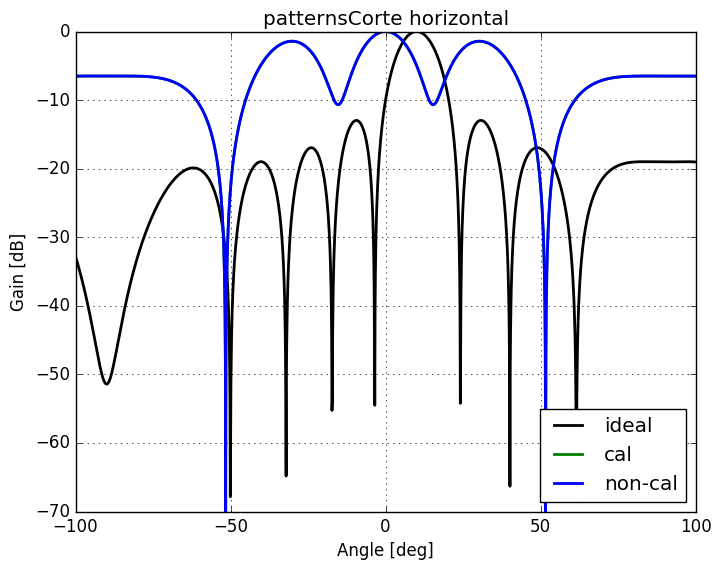 patternsCorte horizontal
Gain [dB]
0
−10
−20
−30
−40
−50
−60
−70
−100
−50
0
50
100
Angle [deg]
ideal
cal
non-cal